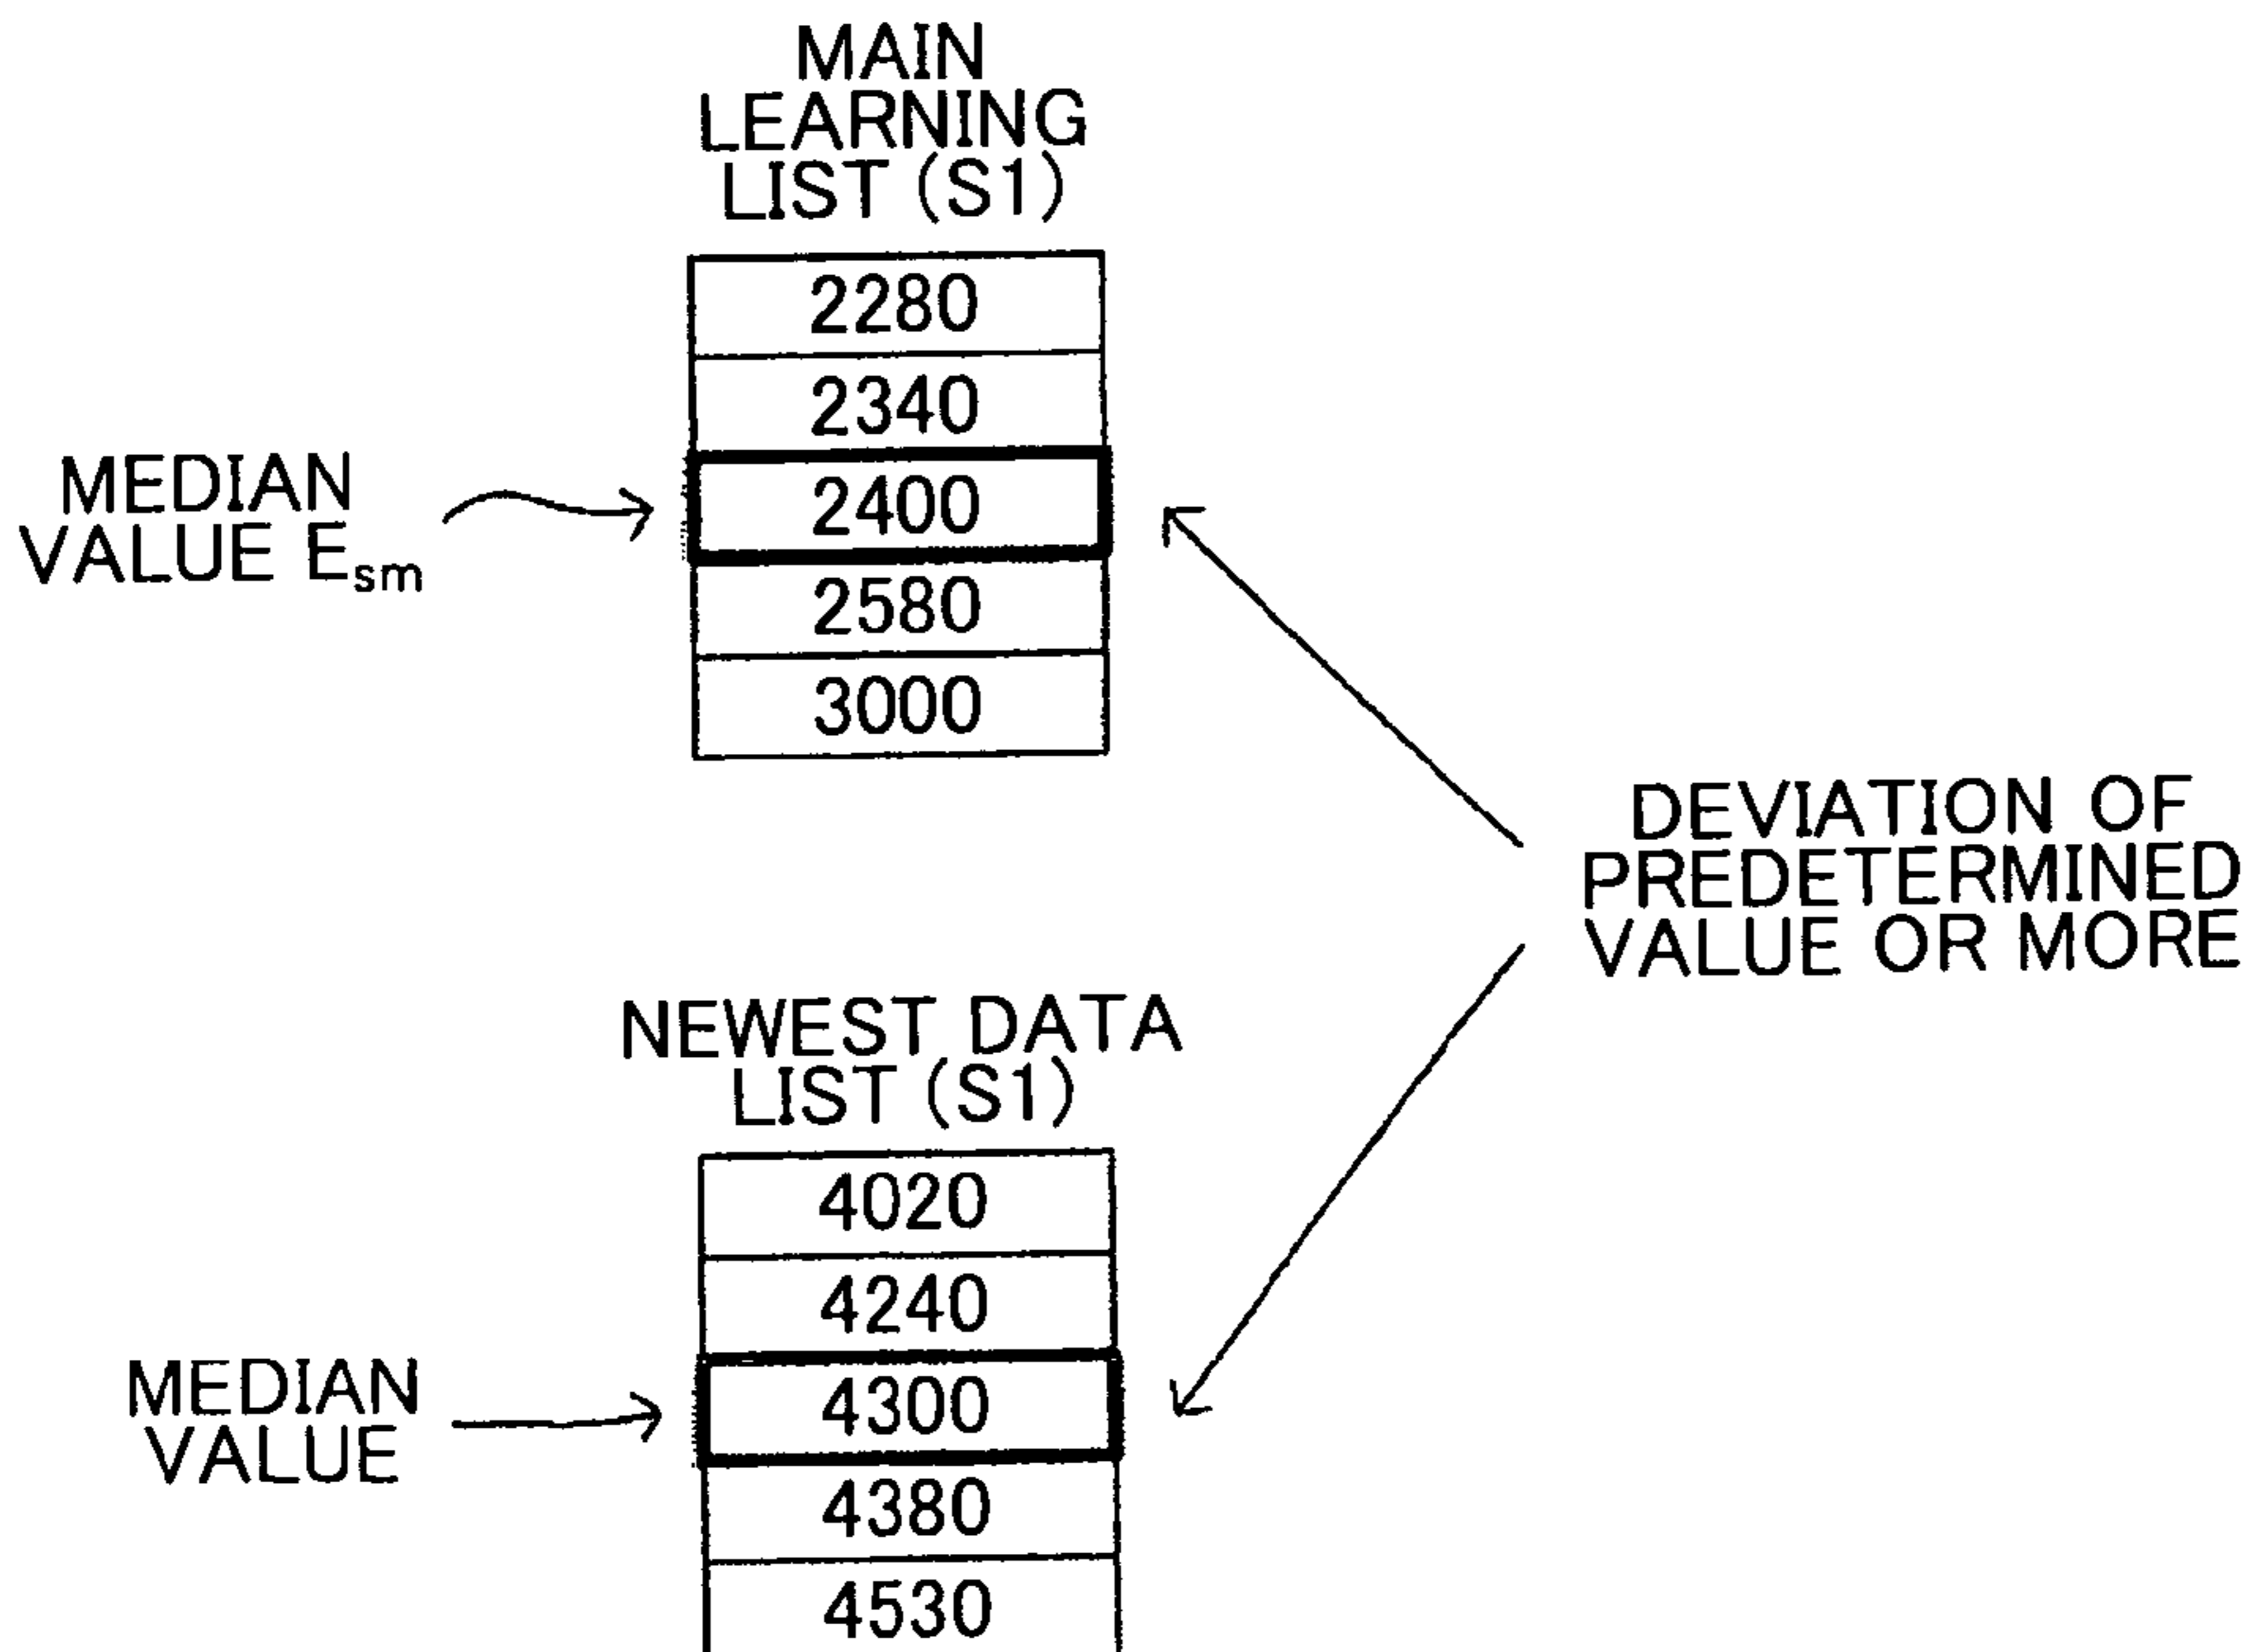 MAIN
LEARNING
LIST (S1)
2280
2340
2400
2580
3000
MEDIAN
VALUE Esm
DEVIATION OF
PREDETERMINED
VALUE OR MORE
NEWEST DATA
LIST (S1)
4020
4240
4300
4380
4530
MEDIAN
VALUE